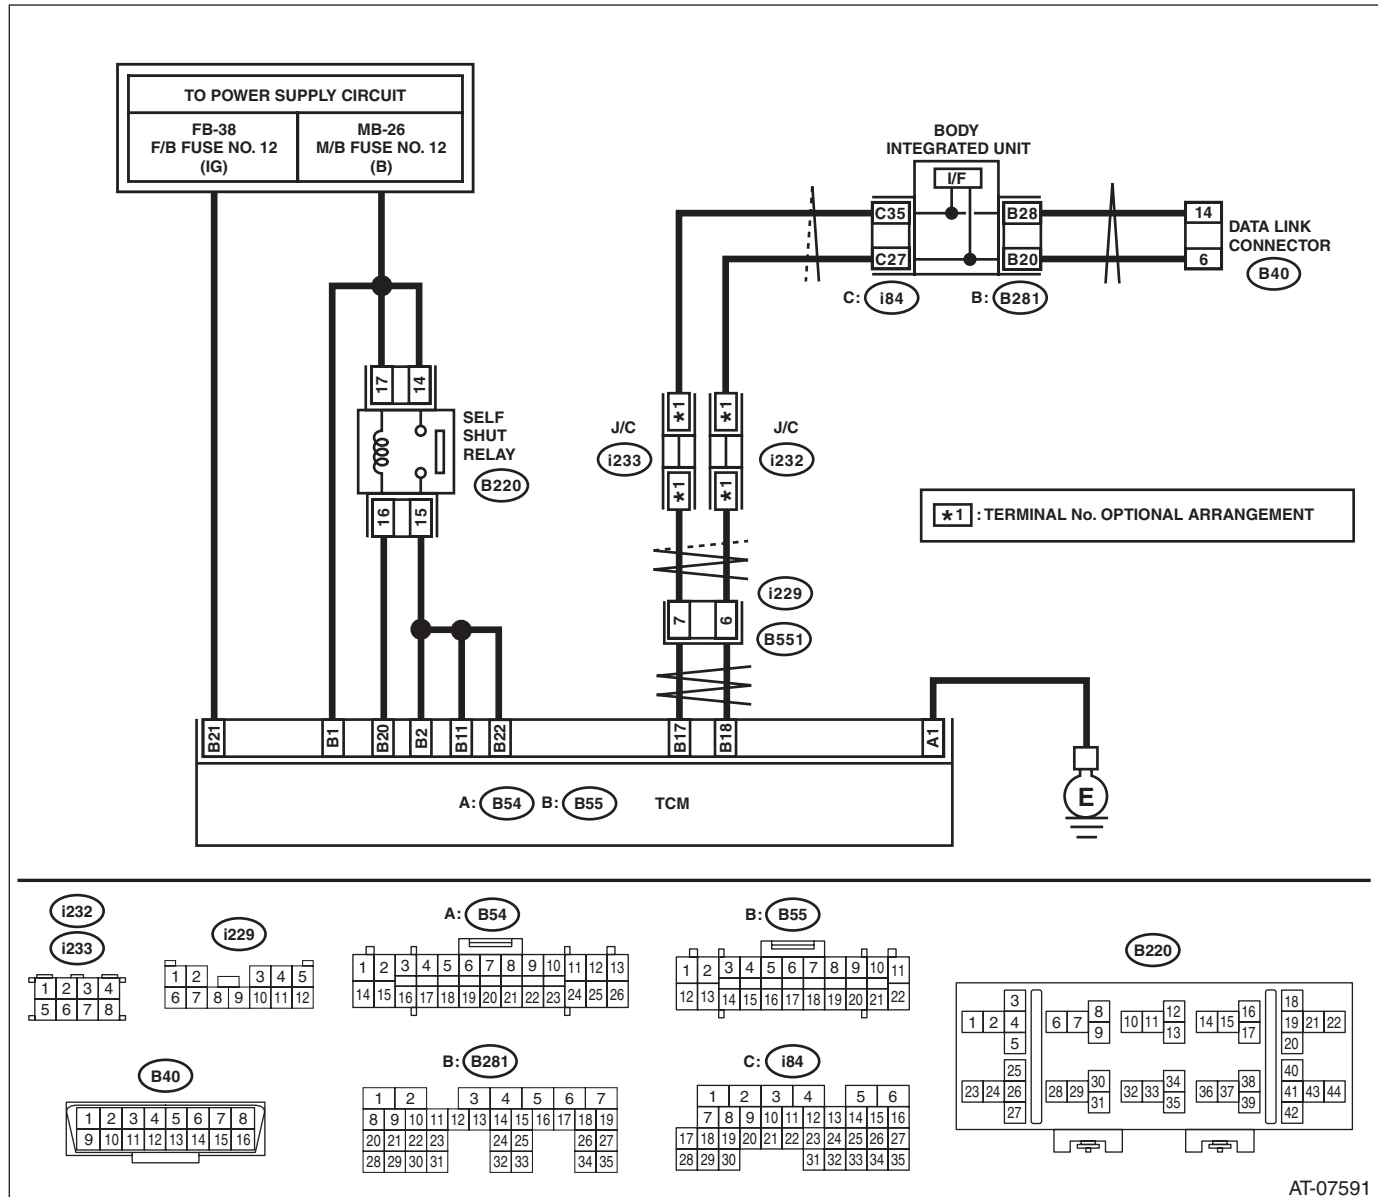 TO POWER SUPPLY CIRCUIT
FB-38
F/B FUSE NO. 12
(IG)
MB-26
M/B FUSE NO. 12
(B)
BODY
INTEGRATED UNIT
I/F
C35
B28
14
C27
B20
6
DATA LINK
CONNECTOR
B40
C: i84
B: B281
17
14
SELF
SHUT
RELAY
B220
16
15
J/C
i233
*1
*1
*1
*1
J/C
i232
*1 : TERMINAL No. OPTIONAL ARRANGEMENT
i229
7
6
B551
B21
B1
B20
B2
B11
B22
B17
B18
A1
A: B54 B: B55 TCM
E
i232
i233
1 2 3 4
5 6 7 8
i229
1 2 3 4 5
6 7 8 9 10 11 12
A: B54
1 2 3 4 5 6 7 8 9 10 11 12 13
14 15 16 17 18 19 20 21 22 23 24 25 26
B: B55
1 2 3 4 5 6 7 8 9 10 11
12 13 14 15 16 17 18 19 20 21 22
B220
3 8 12 16 18
1 2 4 6 7 10 11 14 15 19 21 22
5 9 13 17 20
25 30 34 38 40
23 24 26 28 29 32 33 36 37 41 43 44
27 31 35 39 42
B40
1 2 3 4 5 6 7 8
9 10 11 12 13 14 15 16
B: B281
1 2 3 4 5 6 7
8 9 10 11 12 13 14 15 16 17 18 19
20 21 22 23 24 25 26 27
28 29 30 31 32 33 34 35
C: i84
1 2 3 4 5 6
7 8 9 10 11 12 13 14 15 16
17 18 19 20 21 22 23 24 25 26 27
28 29 30 31 32 33 34 35
AT-07591